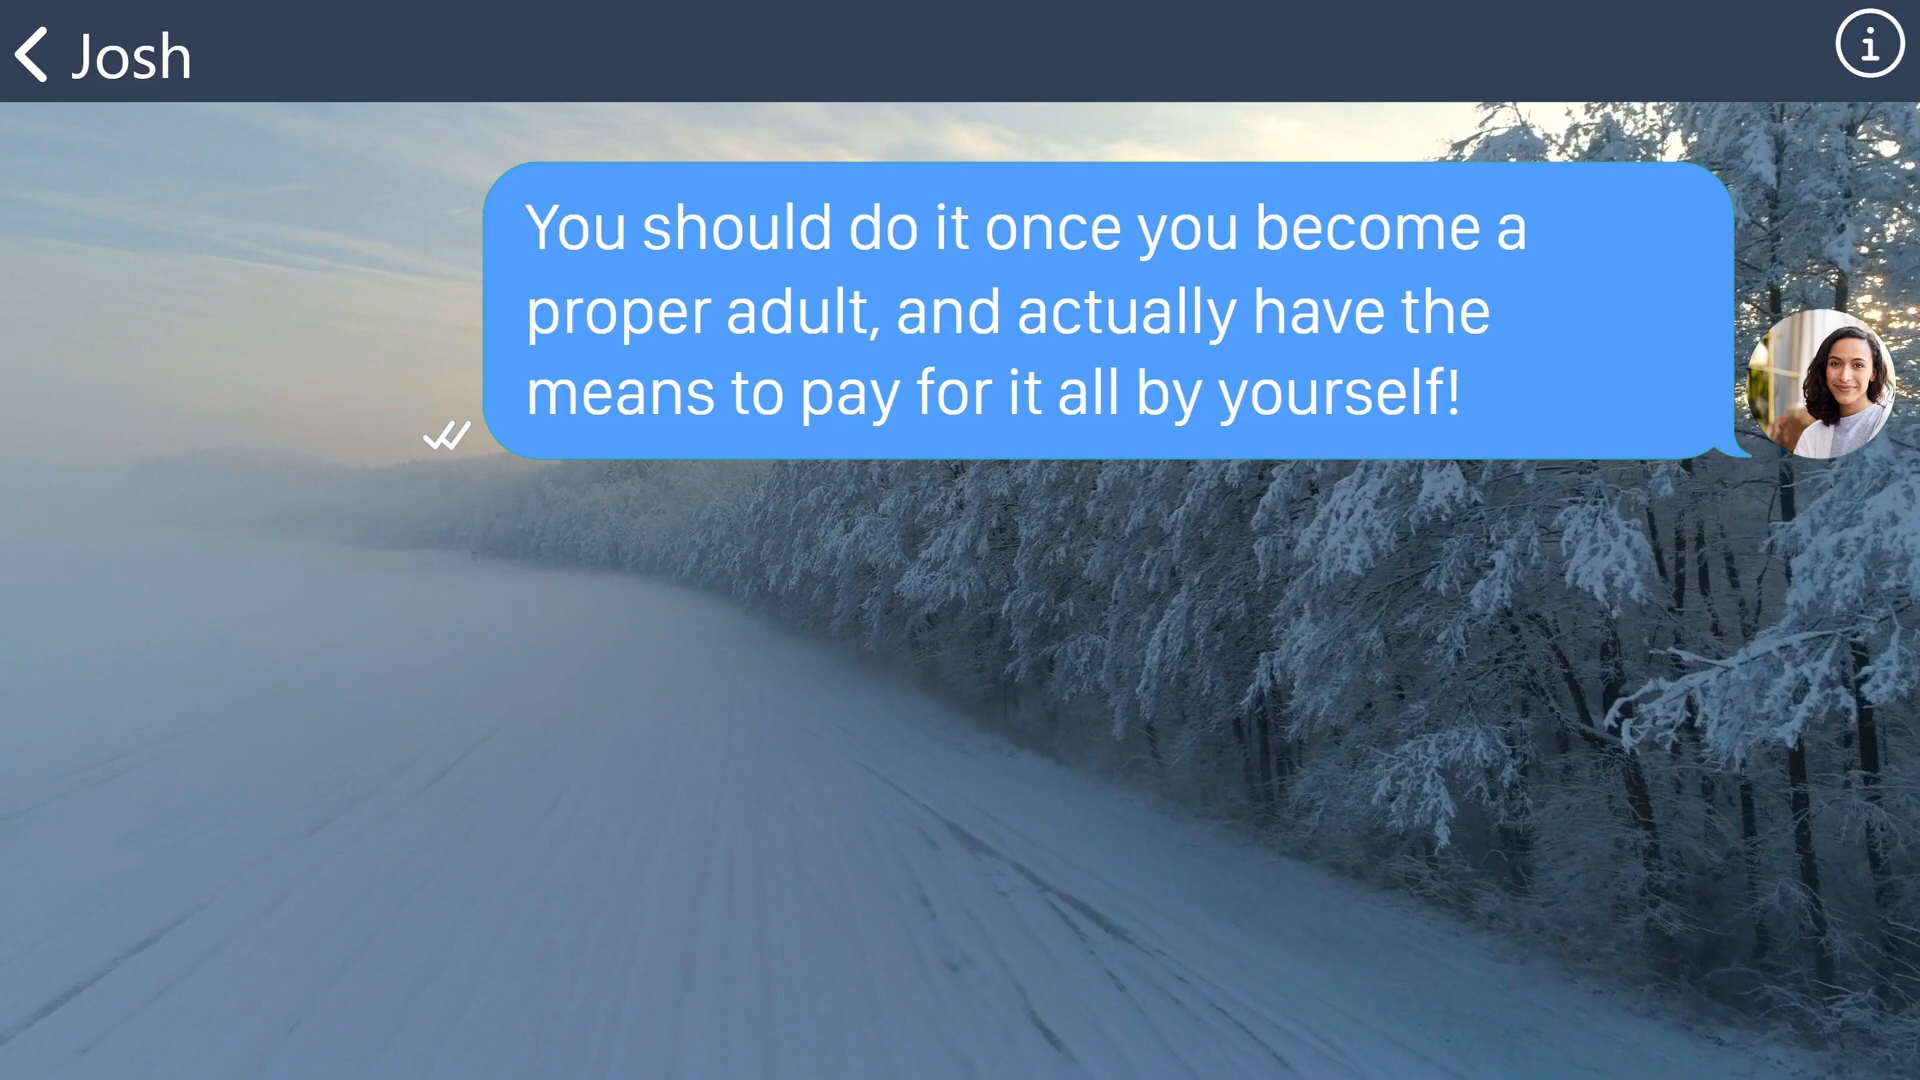 Josh
You should do it once you become a
proper adult, and actually have the
means to pay for it all by yourself!